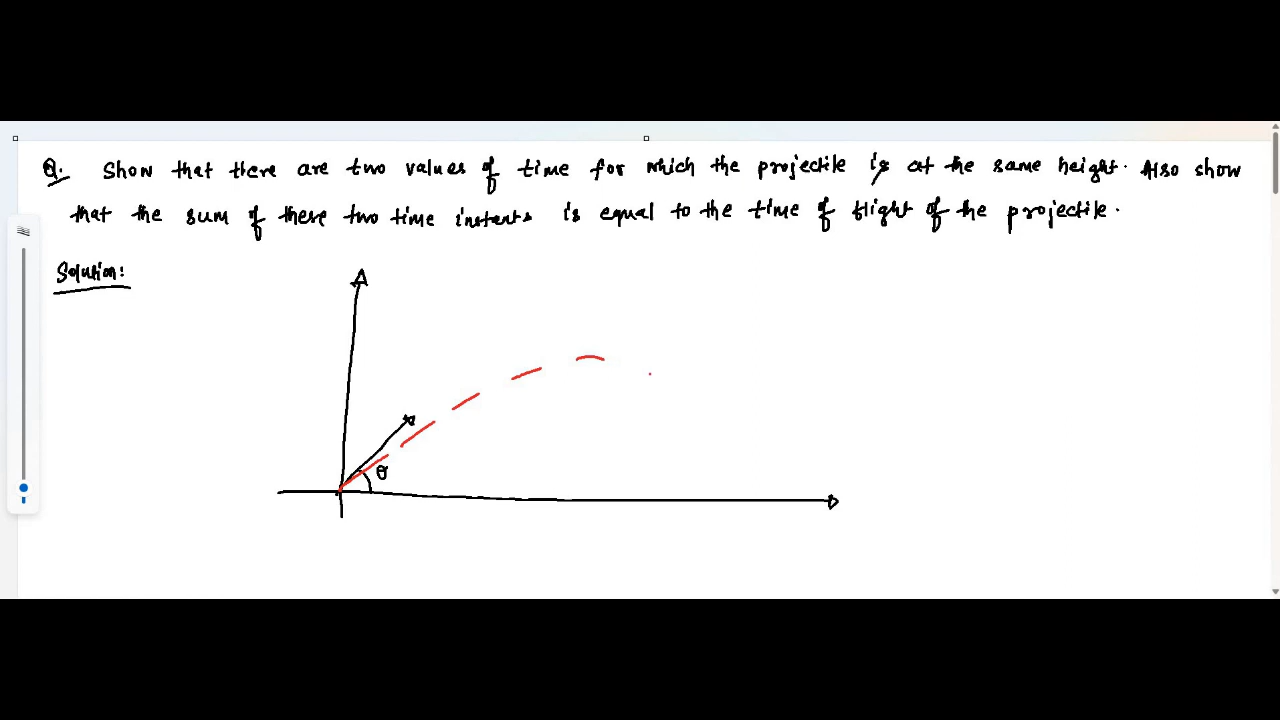 Q. Show that there are two values of time for which the projectile is at the same height. Also show
that the sum of these two time instants is equal to the time of flight of the projectile.
Solution:
θ